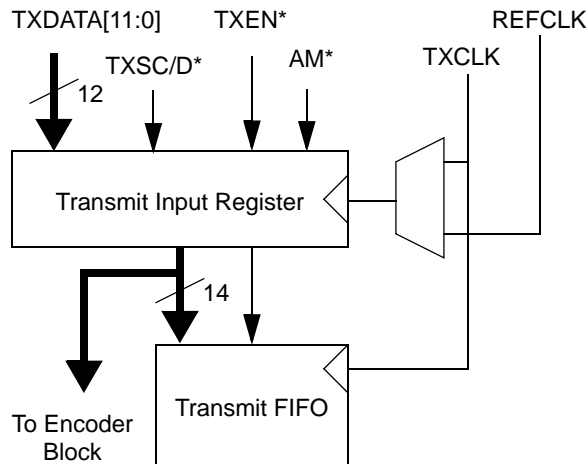 TXDATA[11:0]
TXEN*
REFCLK
TXSC/D*
AM*
TXCLK
12
Transmit Input Register
14
Transmit FIFO
To Encoder
Block